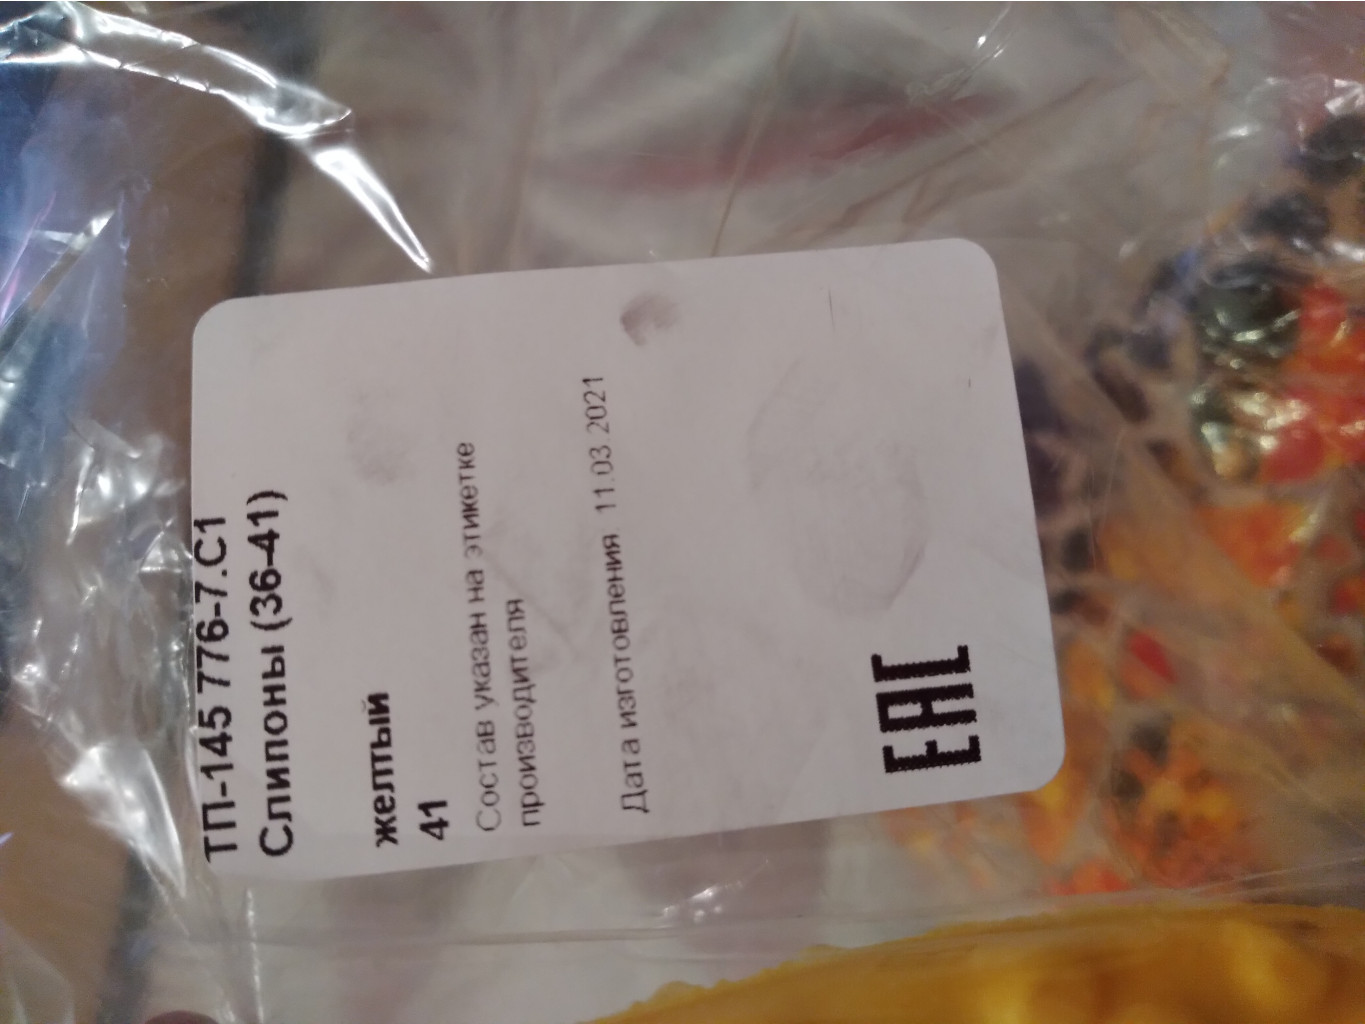 ТП-145 776-7.С1
Слипоны (36-41)
желтый
41
Состав указан на этикетке
производителя
Дата изготовления 11.03.2021
ЕАС